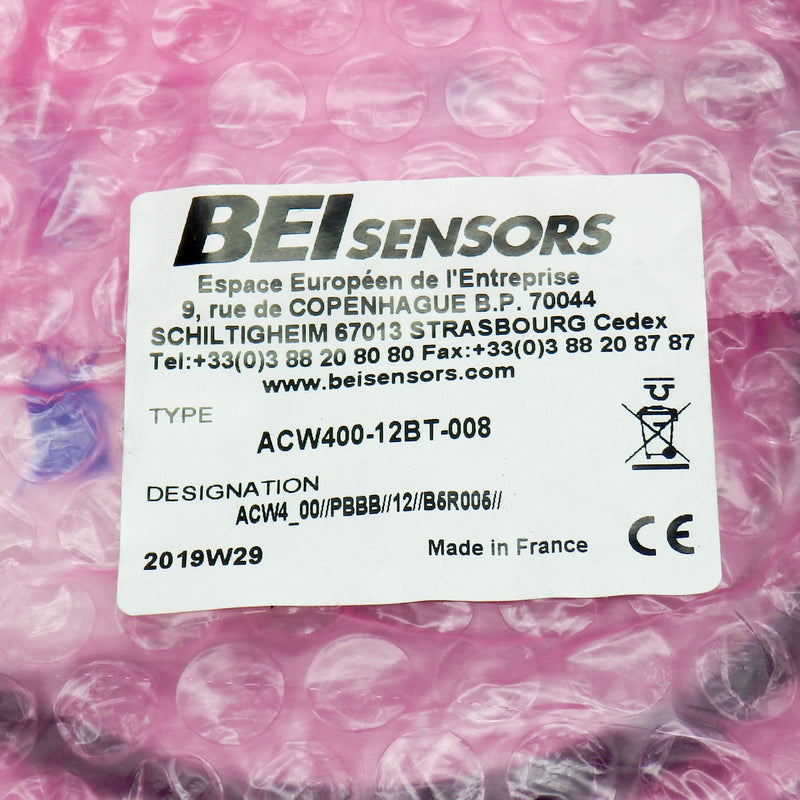 BEI SENSORS
Espace Européen de l'Entreprise
9, rue de COPENHAGUE B.P. 70044
SCHILTIGHEIM 67013 STRASBOURG Cedex
Tel:+33(0)3 88 20 80 80 Fax:+33(0)3 88 20 87 87
www.beisensors.com
TYPE
ACW400-12BT-008
DESIGNATION
ACW4_00//PBBB//12//B5R005//
2019W29
Made in France
CE